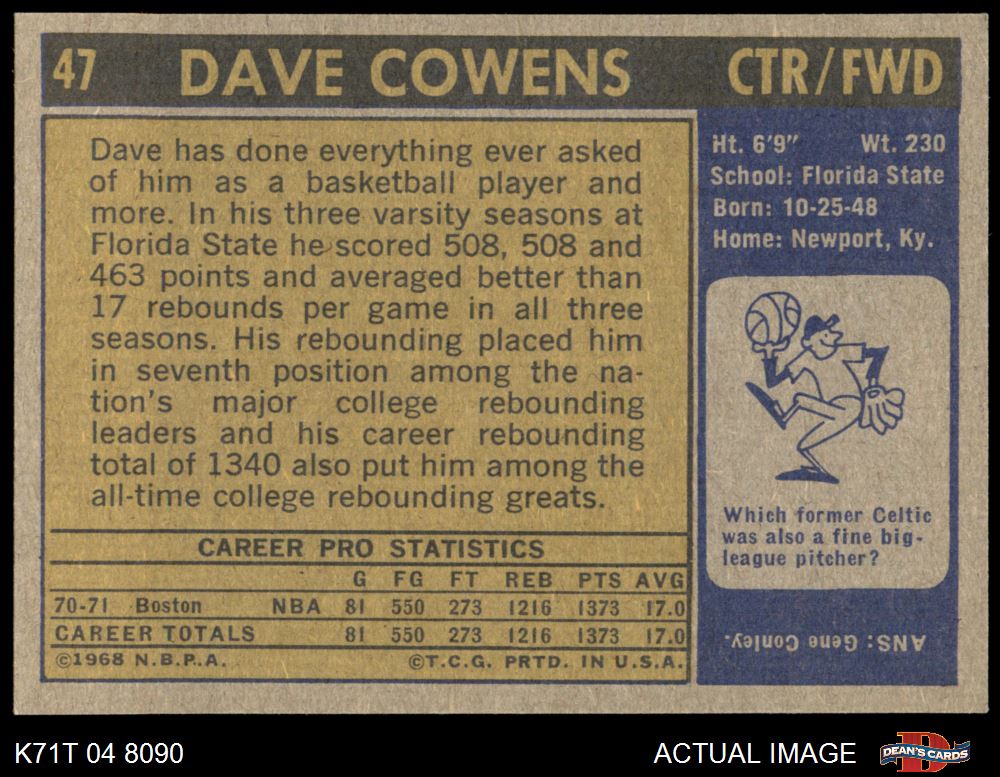 47 DAVE COWENS CTR/FWD
Dave has done everything ever asked
of him as a basketball player and
more. In his three varsity seasons at
Florida State he scored 508, 508 and
463 points and averaged better than
17 rebounds per game in all three
seasons. His rebounding placed him
in seventh position among the na-
tion's major college rebounding
leaders and his career rebounding
total of 1340 also put him among the
all-time college rebounding greats.
CAREER PRO STATISTICS
G FG FT REB PTS AVG
70-71 Boston NBA 81 550 273 1216 1373 17.0
CAREER TOTALS 81 550 273 1216 1373 17.0
©1968 N.B.P.A. ©T.C.G. PRTD. IN U.S.A.
Ht. 6'9" Wt. 230
School: Florida State
Born: 10-25-48
Home: Newport, Ky.
Which former Celtic
was also a fine big-
league pitcher?
ANS: Gene Conley.
K71T 04 8090 ACTUAL IMAGE DEAN'S CARDS